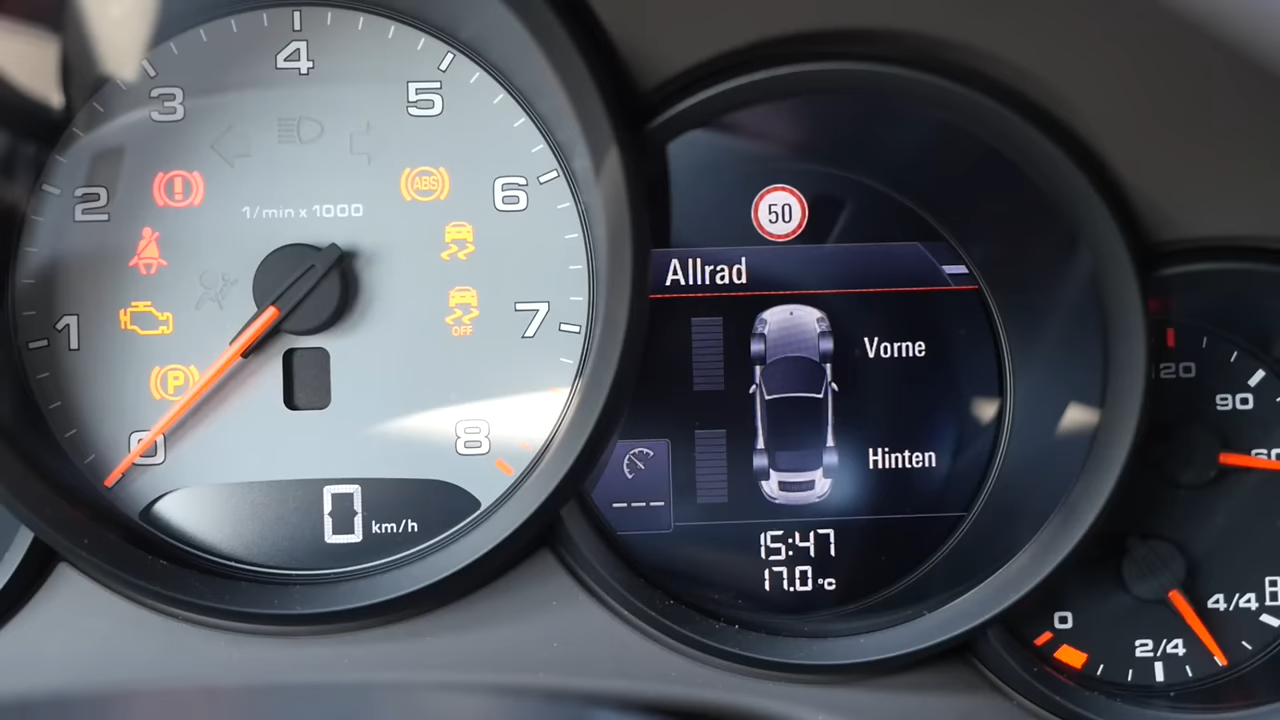 4
3
5
2
6
ABS
1/min x 1000
1
7
OFF
P
0
8
0 km/h
50
Allrad
Vorne
Hinten
---
15:47
17.0 °C
120
90
60
0
2/4
4/4